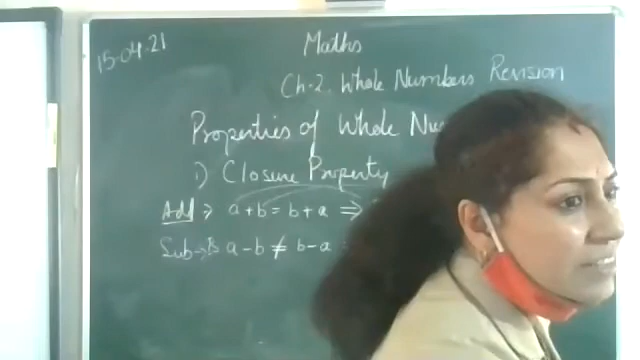 15-04-21
Maths
Ch-2 Whole Numbers Revision
Properties of Whole Nu
1) Closure Property
Add → a + b = b + a ⇒
Sub → a - b ≠ b - a =